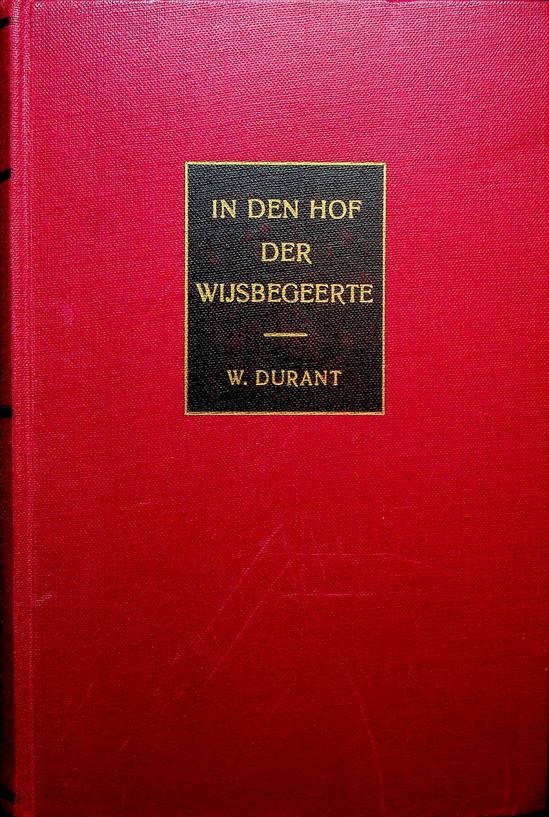 IN DEN HOF
DER
WIJSBEGEERTE
W. DURANT